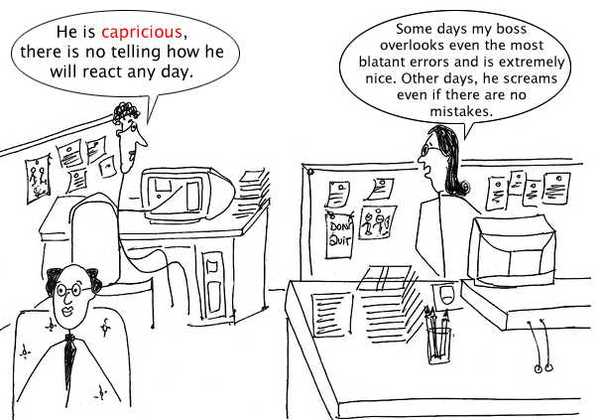 He is capricious,
there is no telling how he
will react any day.
Some days my boss
overlooks even the most
blatant errors and is extremely
nice. Other days, he screams
even if there are no
mistakes.
DON'T
QUIT